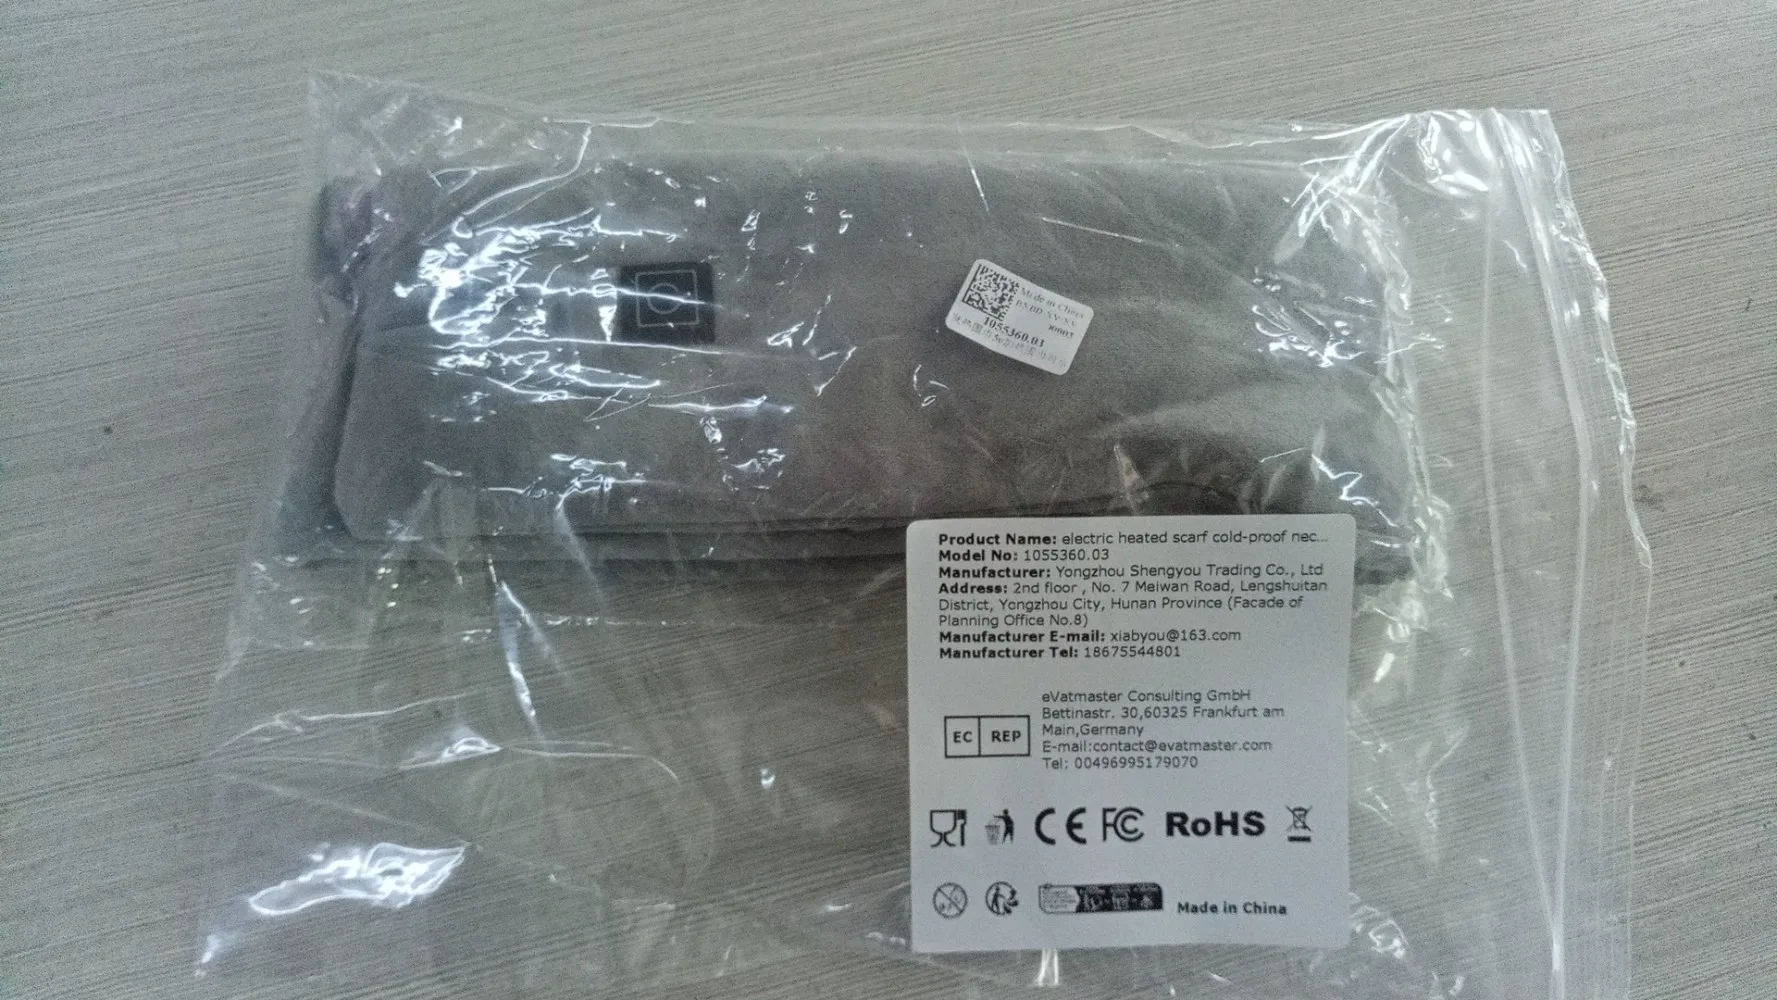 Made in China
1055360.03
Product Name: electric heated scarf cold-proof nec...
Model No: 1055360.03
Manufacturer: Yongzhou Shengyou Trading Co., Ltd
Address: 2nd floor , No. 7 Meiwan Road, Lengshuitan
District, Yongzhou City, Hunan Province (Facade of
Planning Office No.8)
Manufacturer E-mail: xiabyou@163.com
Manufacturer Tel: 18675544801
eVatmaster Consulting GmbH
Bettinastr. 30,60325 Frankfurt am
Main,Germany
E-mail:contact@evatmaster.com
Tel: 00496995179070
EC REP
CE FC RoHS
Made in China